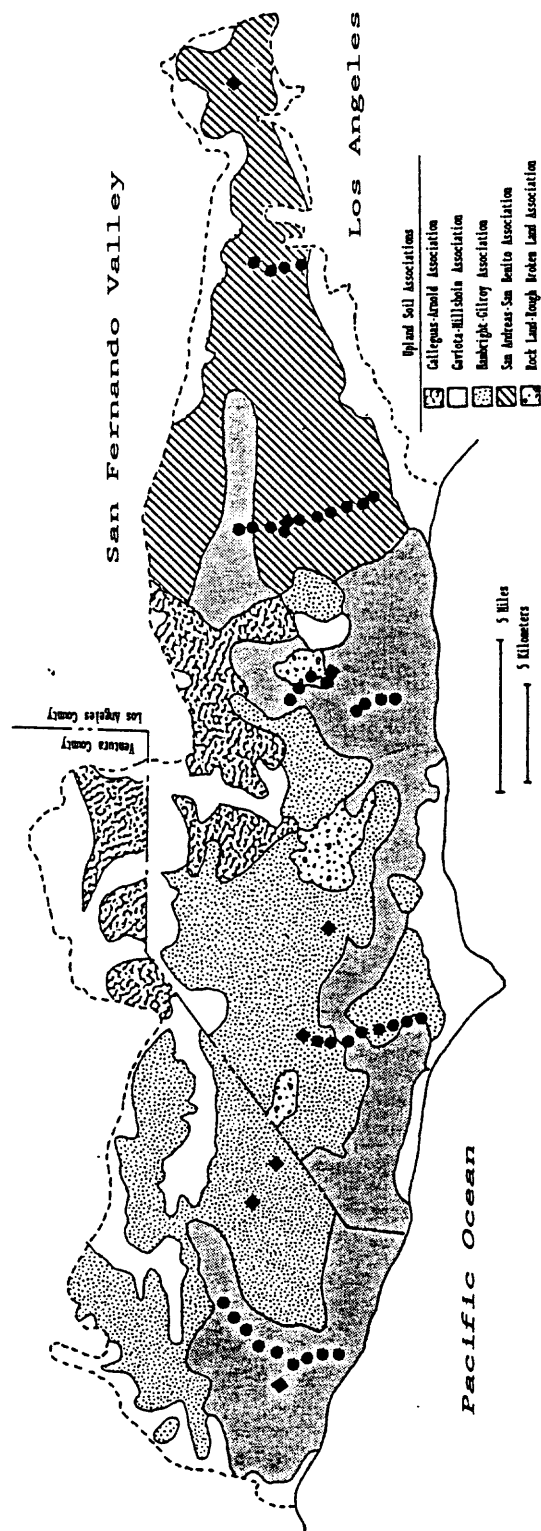 San Fernando Valley
Los Angeles
Ventura County
Los Angeles County
Pacific Ocean
5 Miles
5 Kilometers
Upland Soil Associations
Calleguas-Arnold Association
Gaviota-Hillsholm Association
Hambright-Gilroy Association
San Andreas-San Benito Association
Rock Land-Rough Broken Land Association